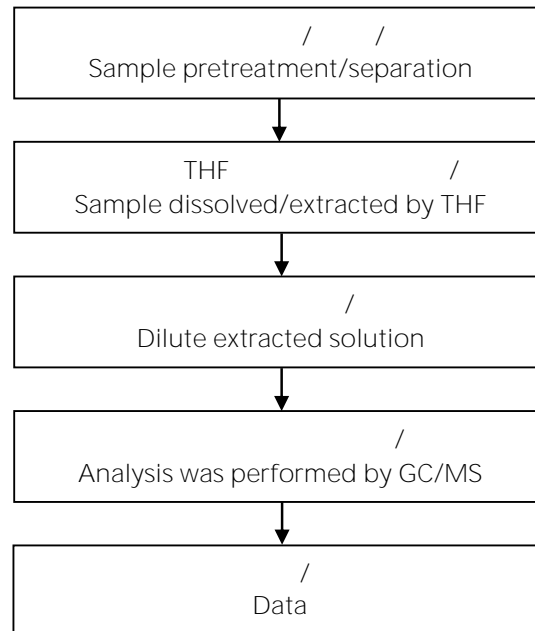 / /
Sample pretreatment/separation
THF /
Sample dissolved/extracted by THF
/
Dilute extracted solution
/
Analysis was performed by GC/MS
/
Data